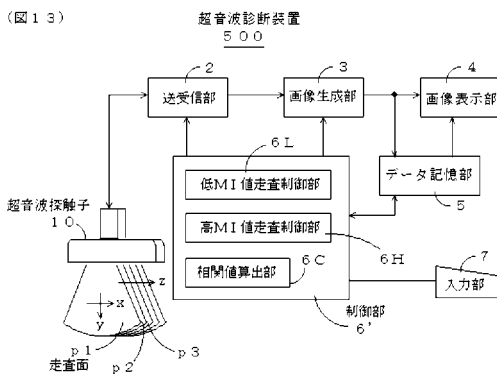 (図13)
超音波診断装置
500
2
送受信部
3
画像生成部
4
画像表示部
6L
低MI値走査制御部
高MI値走査制御部
6H
相関値算出部
6C
データ記憶部
5
超音波探触子
10
z
x
y
p1
p2
p3
走査面
制御部
6'
7
入力部